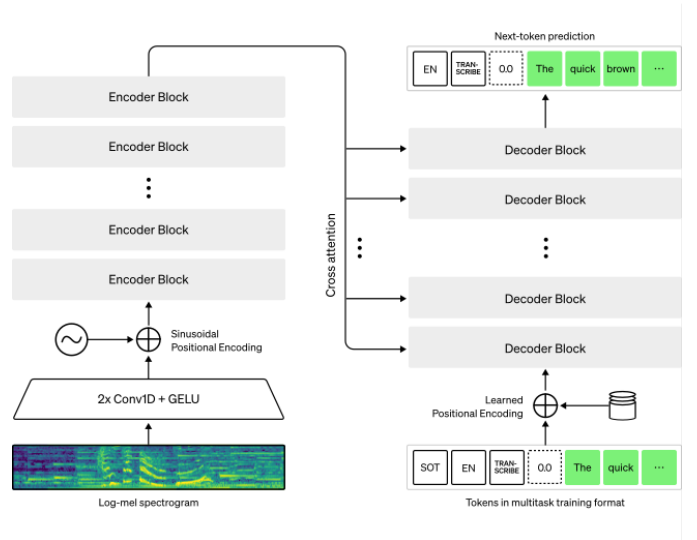 Next-token prediction
EN
TRAN-
SCRIBE
0.0
The
quick
brown
...
Encoder Block
Encoder Block
Encoder Block
Encoder Block
Sinusoidal
Positional Encoding
2x Conv1D + GELU
Log-mel spectrogram
Cross attention
Decoder Block
Decoder Block
Decoder Block
Decoder Block
Learned
Positional Encoding
SOT
EN
TRAN-
SCRIBE
0.0
The
quick
...
Tokens in multitask training format